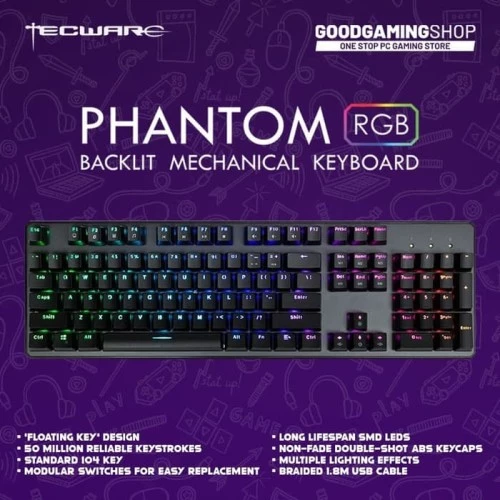 TECWARE
GOODGAMINGSHOP
ONE STOP PC GAMING STORE
PHANTOM RGB
BACKLIT MECHANICAL KEYBOARD
• "FLOATING KEY" DESIGN
• 50 MILLION RELIABLE KEYSTROKES
• STANDARD 104 KEY
• MODULAR SWITCHES FOR EASY REPLACEMENT
• LONG LIFESPAN SMD LEDS
• NON-FADE DOUBLE-SHOT ABS KEYCAPS
• MULTIPLE LIGHTING EFFECTS
• BRAIDED 1.8M USB CABLE